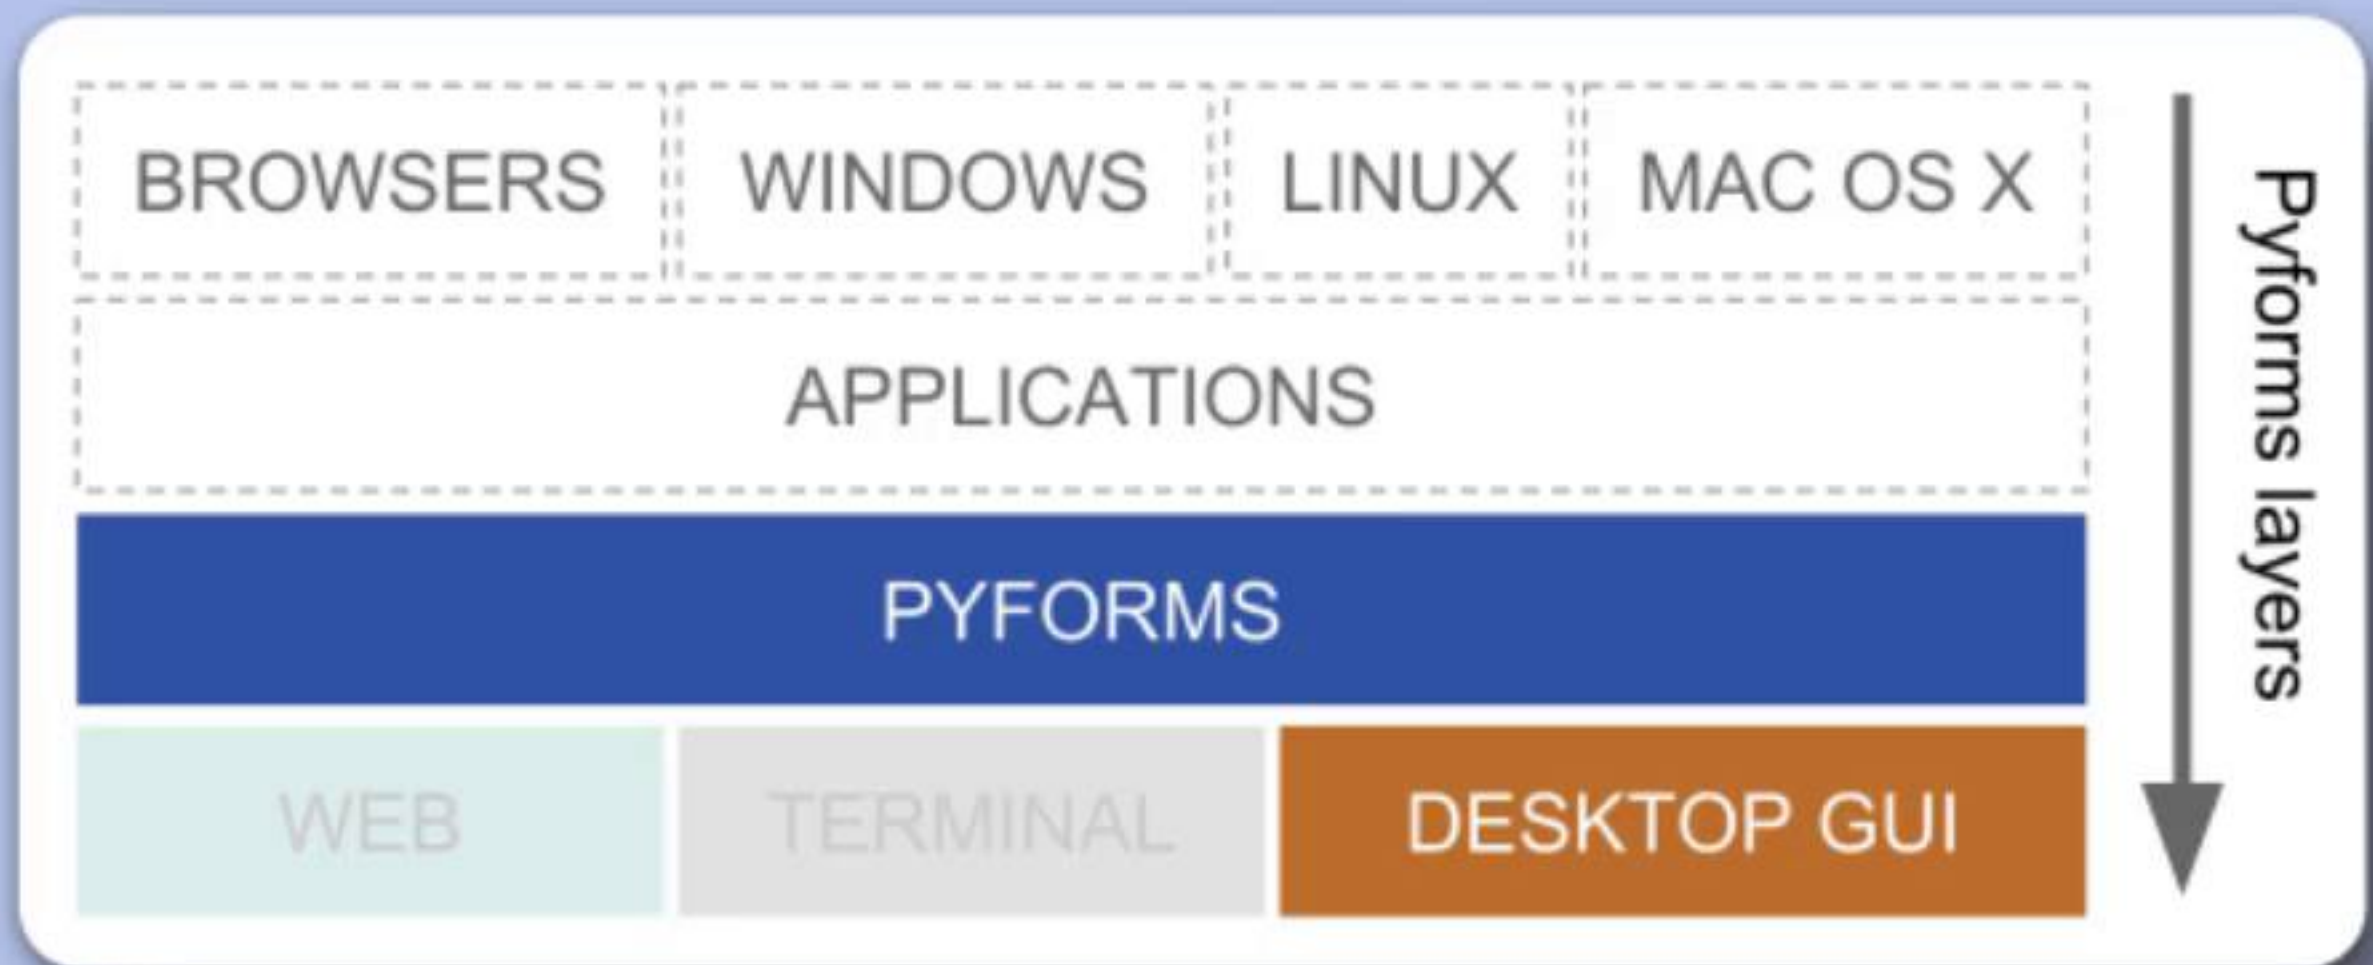 BROWSERS WINDOWS LINUX MAC OS X
APPLICATIONS
PYFORMS
WEB TERMINAL DESKTOP GUI
Pyforms layers